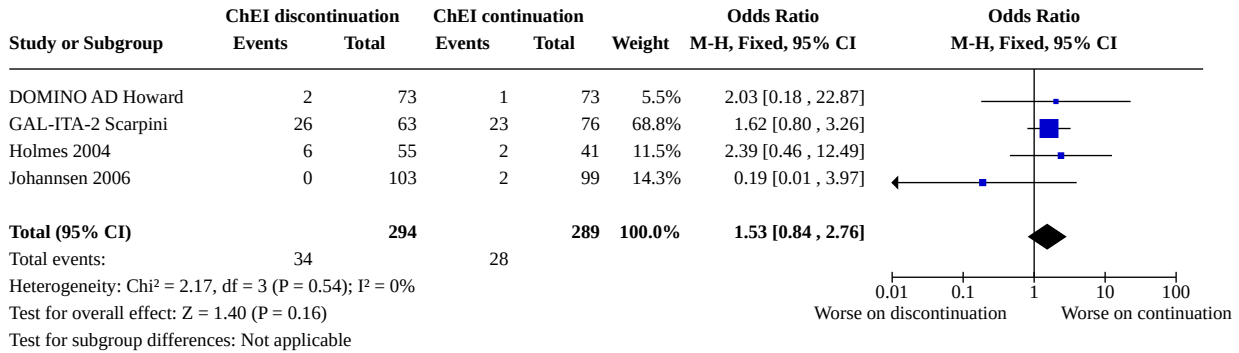 ChEI discontinuation ChEI continuation Odds Ratio Odds Ratio
Study or Subgroup Events Total Events Total Weight M-H, Fixed, 95% CI M-H, Fixed, 95% CI
DOMINO AD Howard 2 73 1 73 5.5% 2.03 [0.18 , 22.87]
GAL-ITA-2 Scarpini 26 63 23 76 68.8% 1.62 [0.80 , 3.26]
Holmes 2004 6 55 2 41 11.5% 2.39 [0.46 , 12.49]
Johannsen 2006 0 103 2 99 14.3% 0.19 [0.01 , 3.97]
Total (95% CI) 294 289 100.0% 1.53 [0.84 , 2.76]
Total events: 34 28
Heterogeneity: Chi² = 2.17, df = 3 (P = 0.54); I² = 0%
0.01 0.1 1 10 100
Test for overall effect: Z = 1.40 (P = 0.16) Worse on discontinuation Worse on continuation
Test for subgroup differences: Not applicable